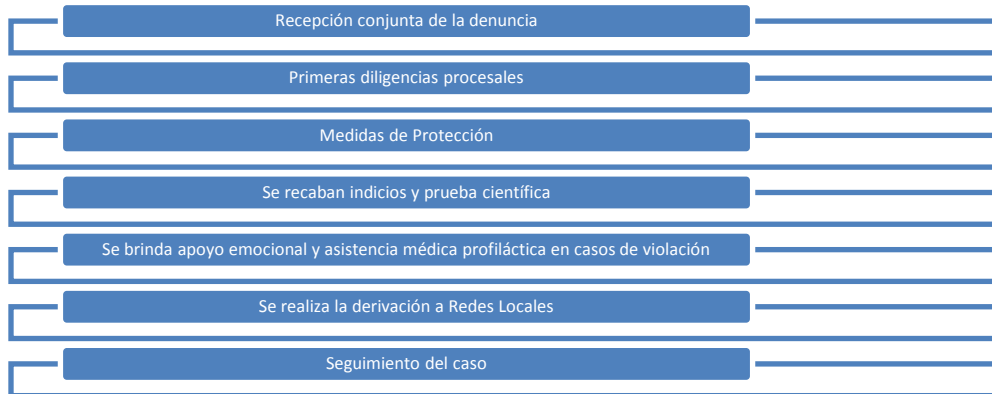 Recepción conjunta de la denuncia
Primeras diligencias procesales
Medidas de Protección
Se recaban indicios y prueba científica
Se brinda apoyo emocional y asistencia médica profiláctica en casos de violación
Se realiza la derivación a Redes Locales
Seguimiento del caso